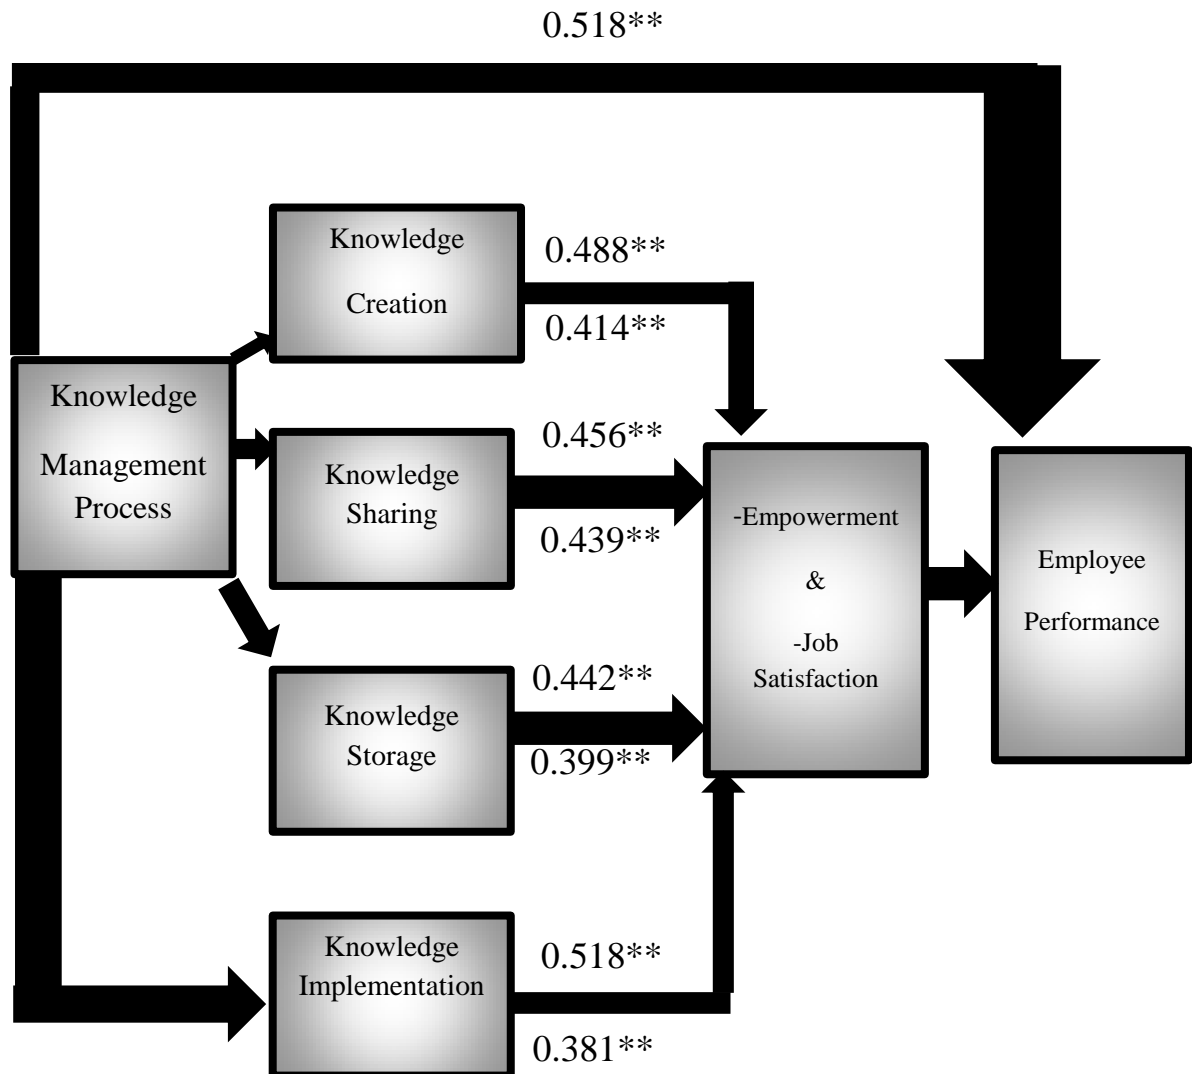 0.518**
Knowledge
Creation
0.488**
0.414**
Knowledge
Management
Process
Knowledge
Sharing
0.456**
0.439**
-Empowerment
&
-Job
Satisfaction
Employee
Performance
Knowledge
Storage
0.442**
0.399**
Knowledge
Implementation
0.518**
0.381**